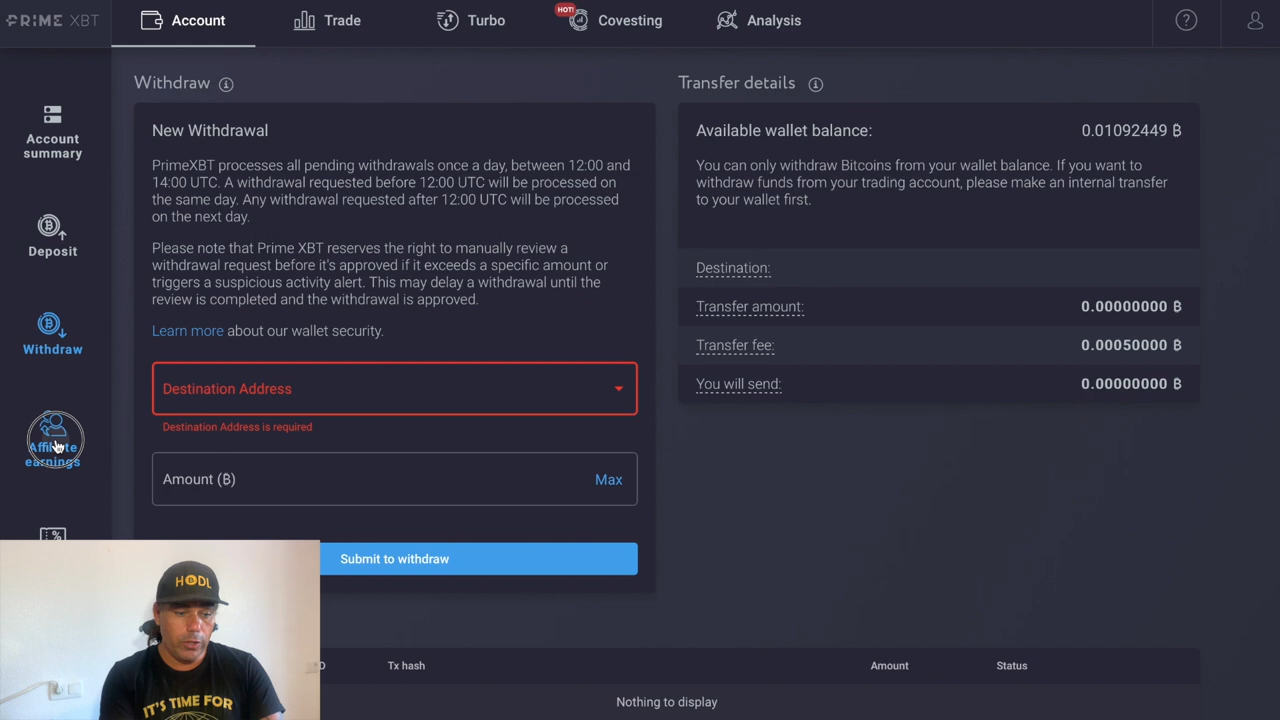 PRIME XBT
Account
Trade
Turbo
HOT!
Covesting
Analysis
?
Account
summary
Deposit
Withdraw
Affiliate
earnings
%
Withdraw
New Withdrawal
PrimeXBT processes all pending withdrawals once a day, between 12:00 and
14:00 UTC. A withdrawal requested before 12:00 UTC will be processed on
the same day. Any withdrawal requested after 12:00 UTC will be processed
on the next day.
Please note that Prime XBT reserves the right to manually review a
withdrawal request before it's approved if it exceeds a specific amount or
triggers a suspicious activity alert. This may delay a withdrawal until the
review is completed and the withdrawal is approved.
Learn more about our wallet security.
Destination Address
Destination Address is required
Amount (₿)
Max
Submit to withdraw
Transfer details
Available wallet balance: 0.01092449 ₿
You can only withdraw Bitcoins from your wallet balance. If you want to
withdraw funds from your trading account, please make an internal transfer
to your wallet first.
Destination:
Transfer amount: 0.00000000 ₿
Transfer fee: 0.00050000 ₿
You will send: 0.00000000 ₿
Tx hash
Amount
Status
Nothing to display
H₿DL
IT'S TIME FOR